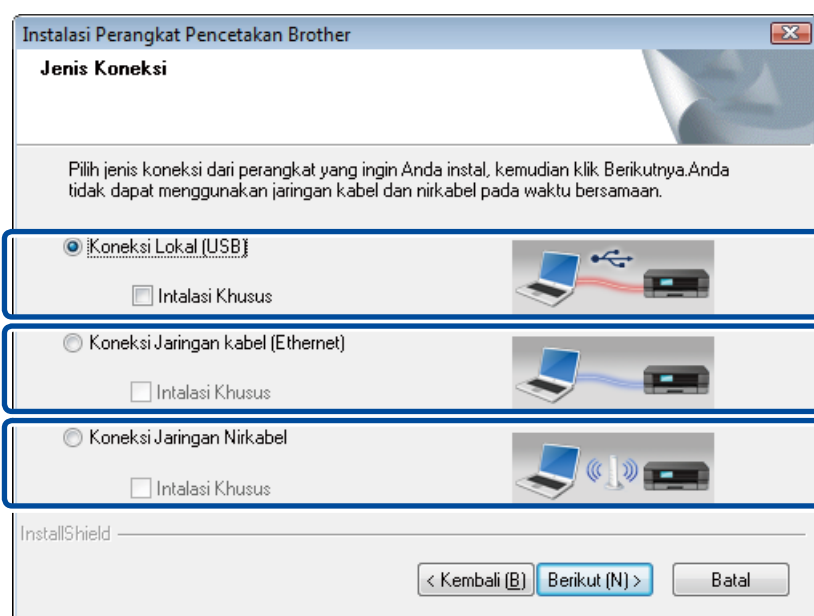 Instalasi Perangkat Pencetakan Brother
Jenis Koneksi
Pilih jenis koneksi dari perangkat yang ingin Anda instal, kemudian klik Berikutnya.Anda
tidak dapat menggunakan jaringan kabel dan nirkabel pada waktu bersamaan.
Koneksi Lokal (USB)
Intalasi Khusus
Koneksi Jaringan kabel (Ethernet)
Intalasi Khusus
Koneksi Jaringan Nirkabel
Intalasi Khusus
InstallShield
< Kembali (B) Berikut (N) > Batal